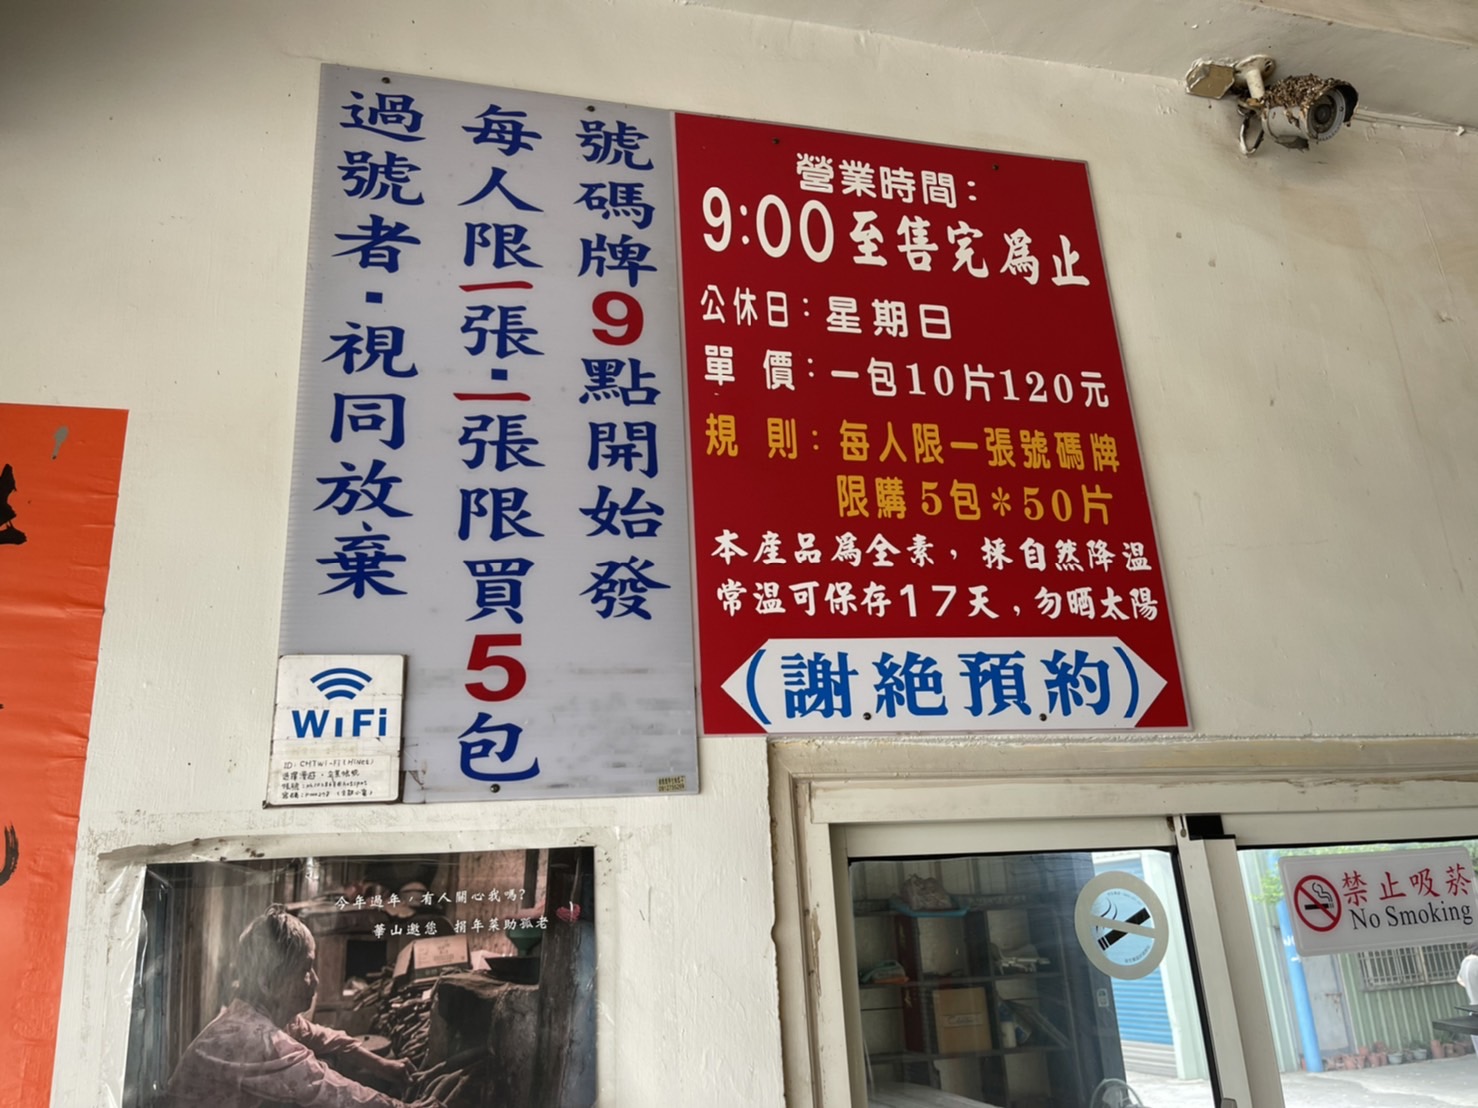 號碼牌9點開始發
每人限一張·一張限買5包
過號者·視同放棄
營業時間:
9:00至售完為止
公休日:星期日
單價:一包10片120元
規則:每人限一張號碼牌
限購5包*50片
本產品為全素,採自然降溫
常溫可保存17天,勿晒太陽
(謝絕預約)
WiFi
今年過年,有人關心我嗎?
華山邀您 捐年菜助孤老
禁止吸菸
No Smoking